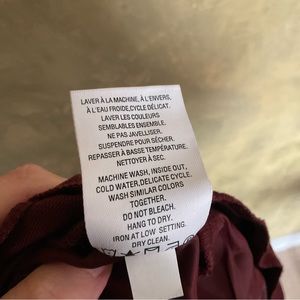 LAVER À LA MACHINE, À L'ENVERS,
À L'EAU FROIDE, CYCLE DÉLICAT.
LAVER LES COULEURS
SEMBLABLES ENSEMBLE.
NE PAS JAVELLISER.
SUSPENDRE POUR SÉCHER.
REPASSER À BASSE TEMPÉRATURE.
NETTOYER À SEC.
MACHINE WASH, INSIDE OUT,
COLD WATER, DELICATE CYCLE,
WASH SIMILAR COLORS
TOGETHER.
DO NOT BLEACH.
HANG TO DRY.
IRON AT LOW SETTING.
DRY CLEAN.